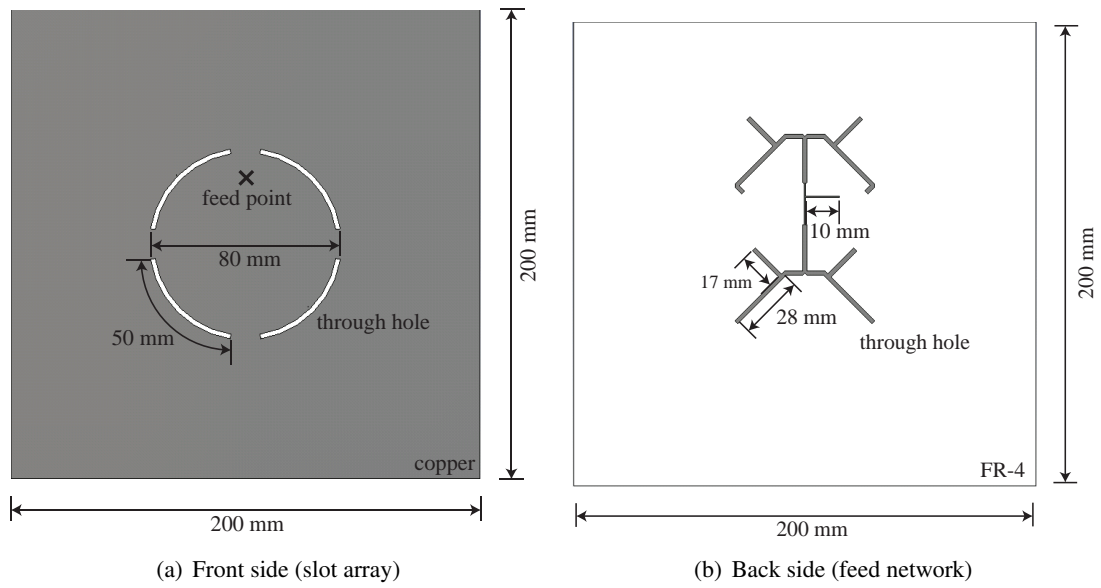 feed point
80 mm
through hole
50 mm
copper
200 mm
200 mm
(a) Front side (slot array)
10 mm
17 mm
28 mm
through hole
FR-4
200 mm
200 mm
(b) Back side (feed network)